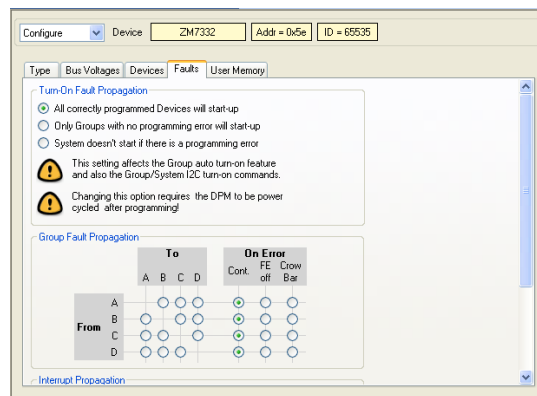 Configure Device ZM7332 Addr = 0x5e ID = 65535
Type Bus Voltages Devices Faults User Memory
Turn-On Fault Propagation
All correctly programmed Devices will start-up
Only Groups with no programming error will start-up
System doesn't start if there is a programming error
This setting affects the Group auto turn-on feature
and also the Group/System I2C turn-on commands.
Changing this option requires the DPM to be power
cycled after programming!
Group Fault Propagation
To On Error
A B C D Cont. FE off Crow Bar
A
B
From
C
D
Interrupt Propagation